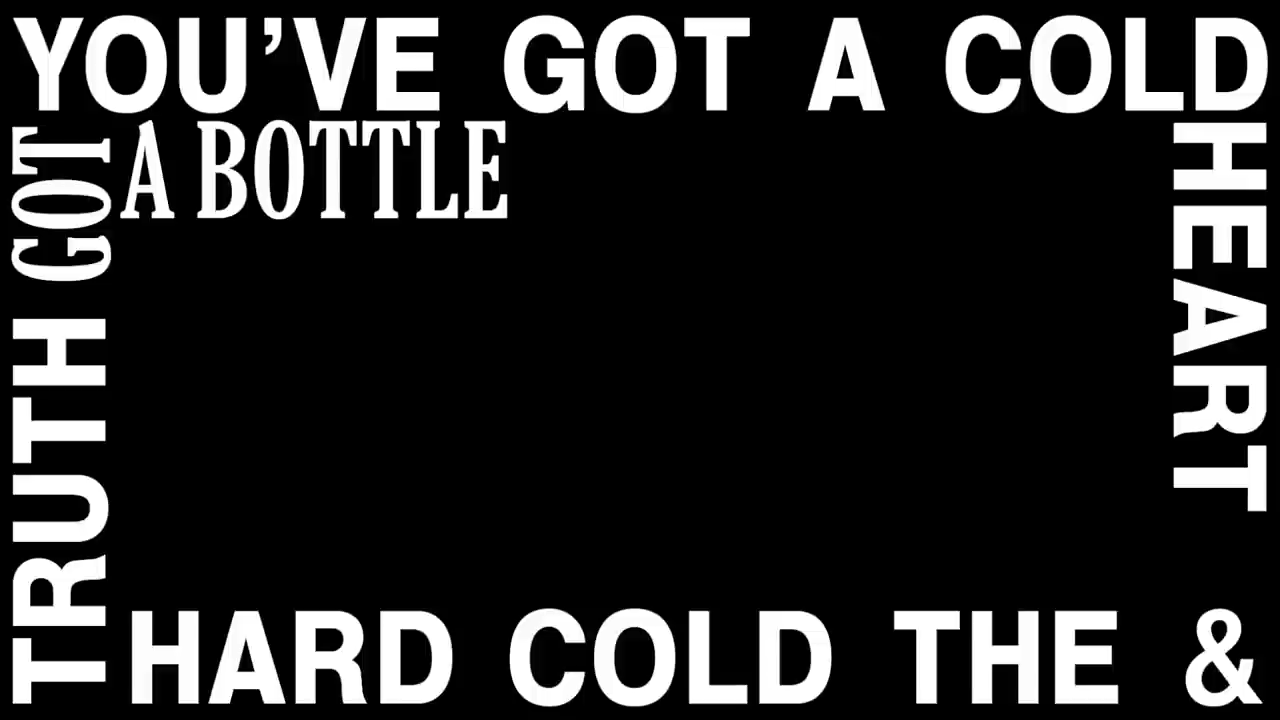 YOU'VE GOT A COLD
HEART
& THE COLD HARD
TRUTH GOT
A BOTTLE